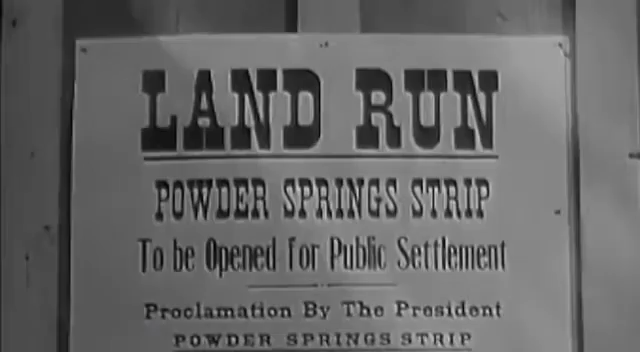 LAND RUN
POWDER SPRINGS STRIP
To be Opened for Public Settlement
Proclamation By The President
POWDER SPRINGS STRIP